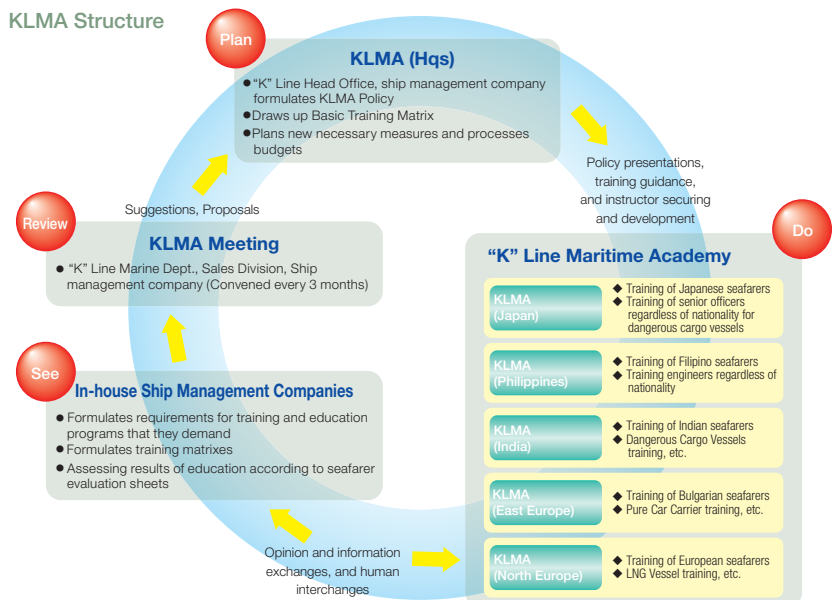 KLMA Structure
Plan
KLMA (Hqs)
● “K” Line Head Office, ship management company
formulates KLMA Policy
● Draws up Basic Training Matrix
● Plans new necessary measures and processes
budgets
Policy presentations,
training guidance,
and instructor securing
and development
Do
“K” Line Maritime Academy
KLMA
(Japan)
◆ Training of Japanese seafarers
◆ Training of senior officers
regardless of nationality for
dangerous cargo vessels
KLMA
(Philippines)
◆ Training of Filipino seafarers
◆ Training engineers regardless of
nationality
KLMA
(India)
◆ Training of Indian seafarers
◆ Dangerous Cargo Vessels
training, etc.
KLMA
(East Europe)
◆ Training of Bulgarian seafarers
◆ Pure Car Carrier training, etc.
KLMA
(North Europe)
◆ Training of European seafarers
◆ LNG Vessel training, etc.
Opinion and information
exchanges, and human
interchanges
See
In-house Ship Management Companies
● Formulates requirements for training and education
programs that they demand
● Formulates training matrixes
● Assessing results of education according to seafarer
evaluation sheets
Review
KLMA Meeting
● “K” Line Marine Dept., Sales Division, Ship
management company (Convened every 3 months)
Suggestions, Proposals